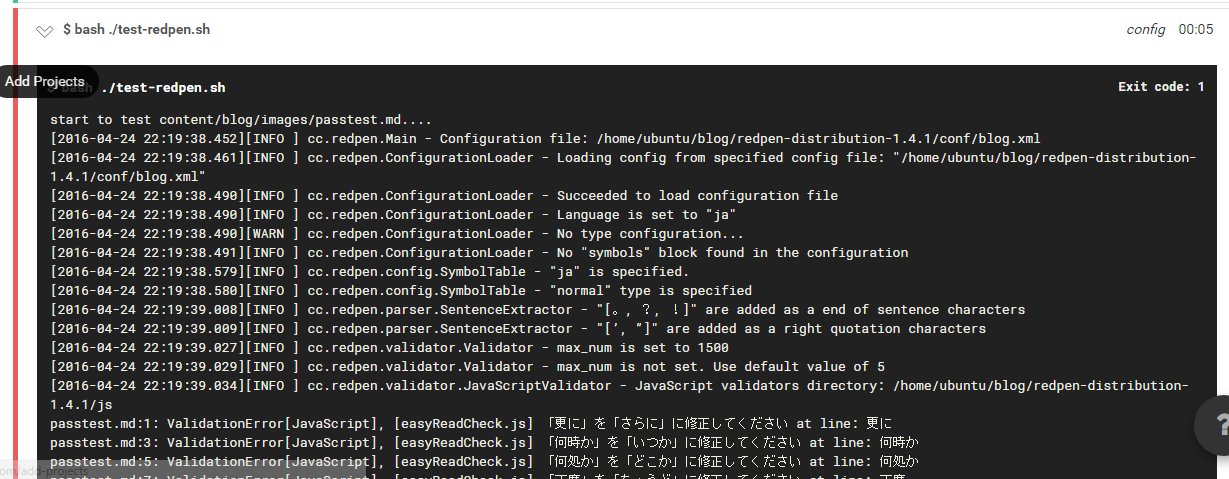 $ bash ./test-redpen.sh
config 00:05
Add Projects
$ bash ./test-redpen.sh
Exit code: 1
start to test content/blog/images/passtest.md....
[2016-04-24 22:19:38.452][INFO ] cc.redpen.Main - Configuration file: /home/ubuntu/blog/redpen-distribution-1.4.1/conf/blog.xml
[2016-04-24 22:19:38.461][INFO ] cc.redpen.ConfigurationLoader - Loading config from specified config file: "/home/ubuntu/blog/redpen-distribution-
1.4.1/conf/blog.xml"
[2016-04-24 22:19:38.490][INFO ] cc.redpen.ConfigurationLoader - Succeeded to load configuration file
[2016-04-24 22:19:38.490][INFO ] cc.redpen.ConfigurationLoader - Language is set to "ja"
[2016-04-24 22:19:38.490][WARN ] cc.redpen.ConfigurationLoader - No type configuration...
[2016-04-24 22:19:38.491][INFO ] cc.redpen.ConfigurationLoader - No "symbols" block found in the configuration
[2016-04-24 22:19:38.579][INFO ] cc.redpen.config.SymbolTable - "ja" is specified.
[2016-04-24 22:19:38.580][INFO ] cc.redpen.config.SymbolTable - "normal" type is specified
[2016-04-24 22:19:39.008][INFO ] cc.redpen.parser.SentenceExtractor - "[。, ？, ！]" are added as a end of sentence characters
[2016-04-24 22:19:39.009][INFO ] cc.redpen.parser.SentenceExtractor - "[’, ”]" are added as a right quotation characters
[2016-04-24 22:19:39.027][INFO ] cc.redpen.validator.Validator - max_num is set to 1500
[2016-04-24 22:19:39.029][INFO ] cc.redpen.validator.Validator - max_num is not set. Use default value of 5
[2016-04-24 22:19:39.034][INFO ] cc.redpen.validator.JavaScriptValidator - JavaScript validators directory: /home/ubuntu/blog/redpen-distribution-
1.4.1/js
passtest.md:1: ValidationError[JavaScript], [easyReadCheck.js] 「更に」を「さらに」に修正してください at line: 更に
passtest.md:3: ValidationError[JavaScript], [easyReadCheck.js] 「何時か」を「いつか」に修正してください at line: 何時か
passtest.md:5: ValidationError[JavaScript], [easyReadCheck.js] 「何処か」を「どこか」に修正してください at line: 何処か
om/add-projects
?